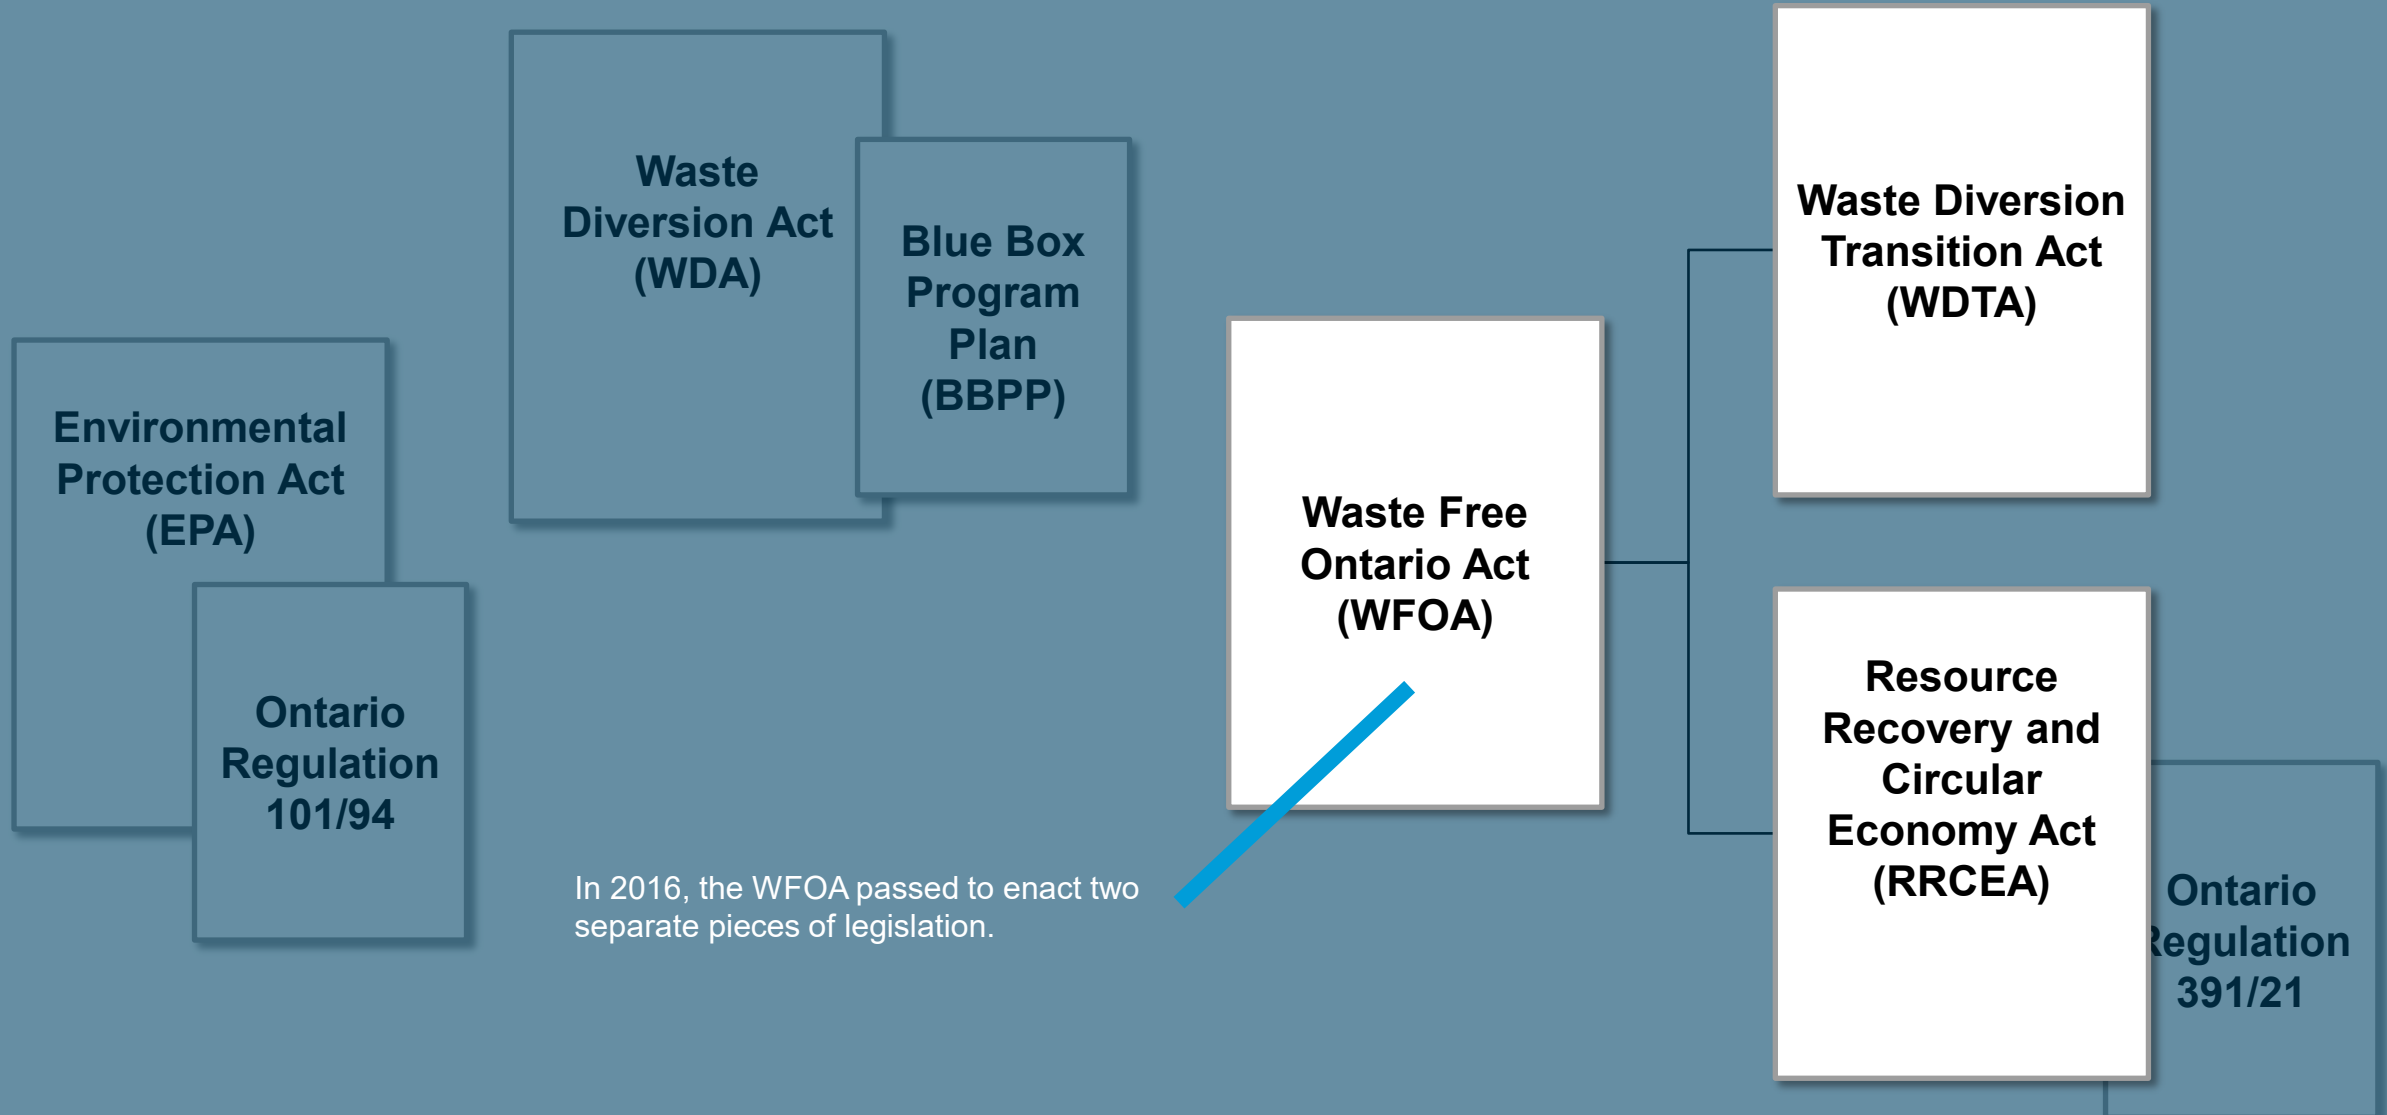 Environmental
Protection Act
(EPA)
Ontario
Regulation
101/94
Waste
Diversion Act
(WDA)
Blue Box
Program
Plan
(BBPP)
Waste Free
Ontario Act
(WFOA)
In 2016, the WFOA passed to enact two
separate pieces of legislation.
Waste Diversion
Transition Act
(WDTA)
Resource
Recovery and
Circular
Economy Act
(RRCEA)
Ontario
Regulation
391/21